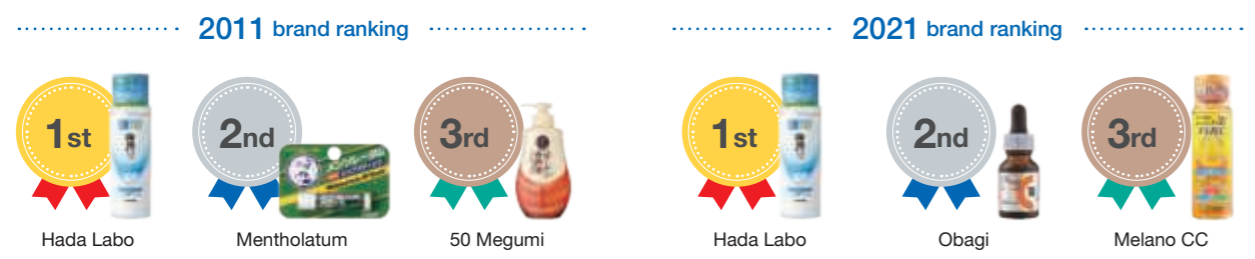 2011 brand ranking
1st
2nd
3rd
Hada Labo
Mentholatum
50 Megumi
2021 brand ranking
1st
2nd
3rd
Hada Labo
Obagi
Melano CC